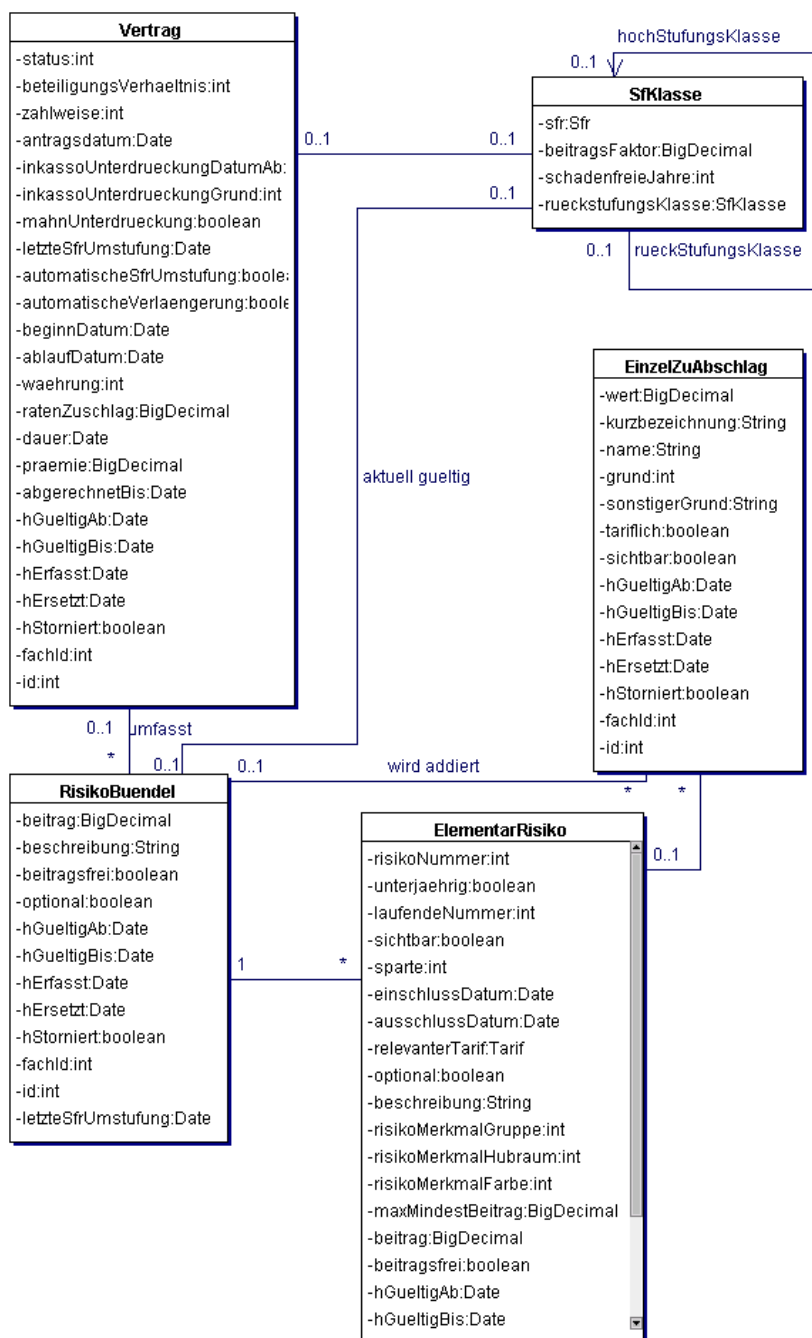 Vertrag
-status:int
-beteiligungsVerhaeltnis:int
-zahlweise:int
-antragsdatum:Date
-inkassoUnterdrueckungDatumAb:
-inkassoUnterdrueckungGrund:int
-mahnUnterdrueckung:boolean
-letzteSfrUmstufung:Date
-automatischeSfrUmstufung:boolea
-automatischeVerlaengerung:boole
-beginnDatum:Date
-ablaufDatum:Date
-waehrung:int
-ratenZuschlag:BigDecimal
-dauer:Date
-praemie:BigDecimal
-abgerechnetBis:Date
-hGueltigAb:Date
-hGueltigBis:Date
-hErfasst:Date
-hErsetzt:Date
-hStorniert:boolean
-fachId:int
-id:int
hochStufungsKlasse
0..1
SfKlasse
-sfr:Sfr
-beitragsFaktor:BigDecimal
-schadenfreieJahre:int
-rueckstufungsKlasse:SfKlasse
0..1
0..1
0..1
0..1 rueckStufungsKlasse
EinzelZuAbschlag
-wert:BigDecimal
-kurzbezeichnung:String
-name:String
-grund:int
-sonstigerGrund:String
-tariflich:boolean
-sichtbar:boolean
-hGueltigAb:Date
-hGueltigBis:Date
-hErfasst:Date
-hErsetzt:Date
-hStorniert:boolean
-fachId:int
-id:int
aktuell gueltig
0..1 umfasst
*
0..1
0..1
wird addiert
*
*
RisikoBuendel
-beitrag:BigDecimal
-beschreibung:String
-beitragsfrei:boolean
-optional:boolean
-hGueltigAb:Date
-hGueltigBis:Date
-hErfasst:Date
-hErsetzt:Date
-hStorniert:boolean
-fachId:int
-id:int
-letzteSfrUmstufung:Date
1
*
0..1
ElementarRisiko
-risikoNummer:int
-unterjaehrig:boolean
-laufendeNummer:int
-sichtbar:boolean
-sparte:int
-einschlussDatum:Date
-ausschlussDatum:Date
-relevanterTarif:Tarif
-optional:boolean
-beschreibung:String
-risikoMerkmalGruppe:int
-risikoMerkmalHubraum:int
-risikoMerkmalFarbe:int
-maxMindestBeitrag:BigDecimal
-beitrag:BigDecimal
-beitragsfrei:boolean
-hGueltigAb:Date
-hGueltigBis:Date